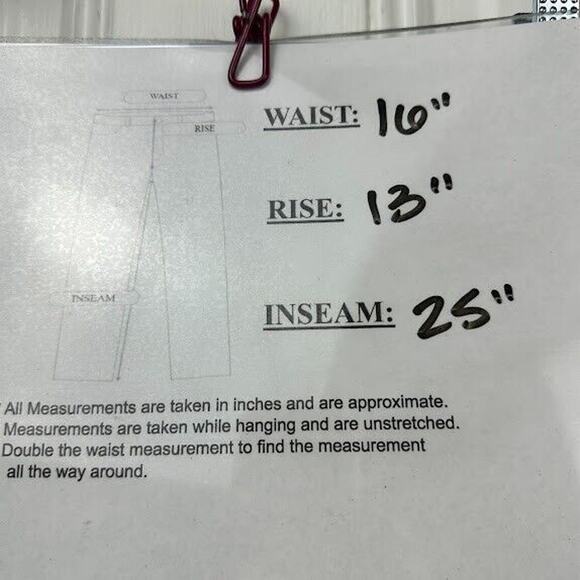 WAIST
RISE
WAIST: 16"
RISE: 13"
INSEAM
INSEAM: 25"
All Measurements are taken in inches and are approximate.
Measurements are taken while hanging and are unstretched.
Double the waist measurement to find the measurement
all the way around.